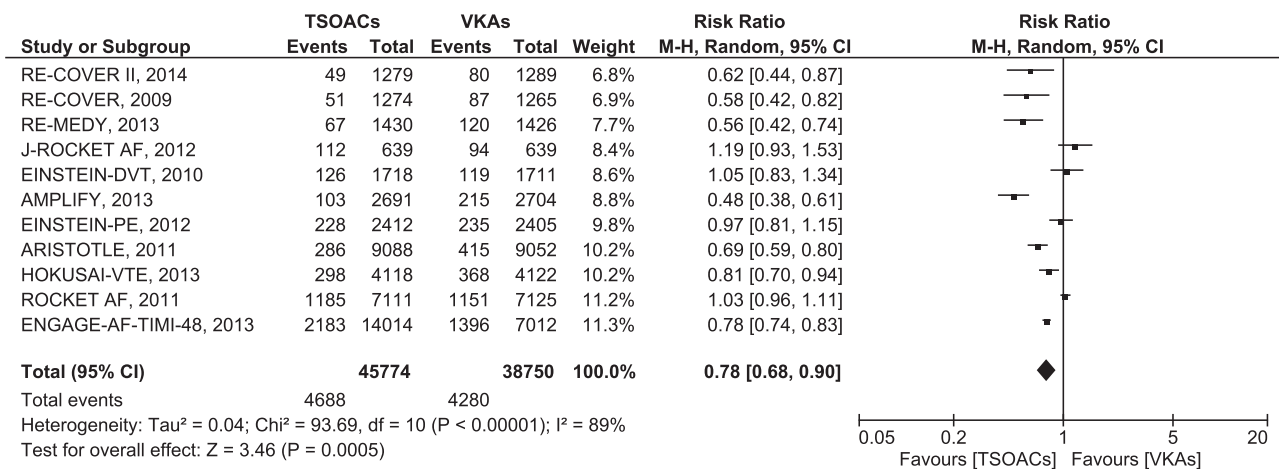 TSOACs VKAs Risk Ratio Risk Ratio
Study or Subgroup Events Total Events Total Weight M-H, Random, 95% CI M-H, Random, 95% CI
RE-COVER II, 2014 49 1279 80 1289 6.8% 0.62 [0.44, 0.87]
RE-COVER, 2009 51 1274 87 1265 6.9% 0.58 [0.42, 0.82]
RE-MEDY, 2013 67 1430 120 1426 7.7% 0.56 [0.42, 0.74]
J-ROCKET AF, 2012 112 639 94 639 8.4% 1.19 [0.93, 1.53]
EINSTEIN-DVT, 2010 126 1718 119 1711 8.6% 1.05 [0.83, 1.34]
AMPLIFY, 2013 103 2691 215 2704 8.8% 0.48 [0.38, 0.61]
EINSTEIN-PE, 2012 228 2412 235 2405 9.8% 0.97 [0.81, 1.15]
ARISTOTLE, 2011 286 9088 415 9052 10.2% 0.69 [0.59, 0.80]
HOKUSAI-VTE, 2013 298 4118 368 4122 10.2% 0.81 [0.70, 0.94]
ROCKET AF, 2011 1185 7111 1151 7125 11.2% 1.03 [0.96, 1.11]
ENGAGE-AF-TIMI-48, 2013 2183 14014 1396 7012 11.3% 0.78 [0.74, 0.83]
Total (95% CI) 45774 38750 100.0% 0.78 [0.68, 0.90]
Total events 4688 4280
Heterogeneity: Tau² = 0.04; Chi² = 93.69, df = 10 (P < 0.00001); I² = 89%
Test for overall effect: Z = 3.46 (P = 0.0005)
0.05 0.2 1 5 20
Favours [TSOACs] Favours [VKAs]